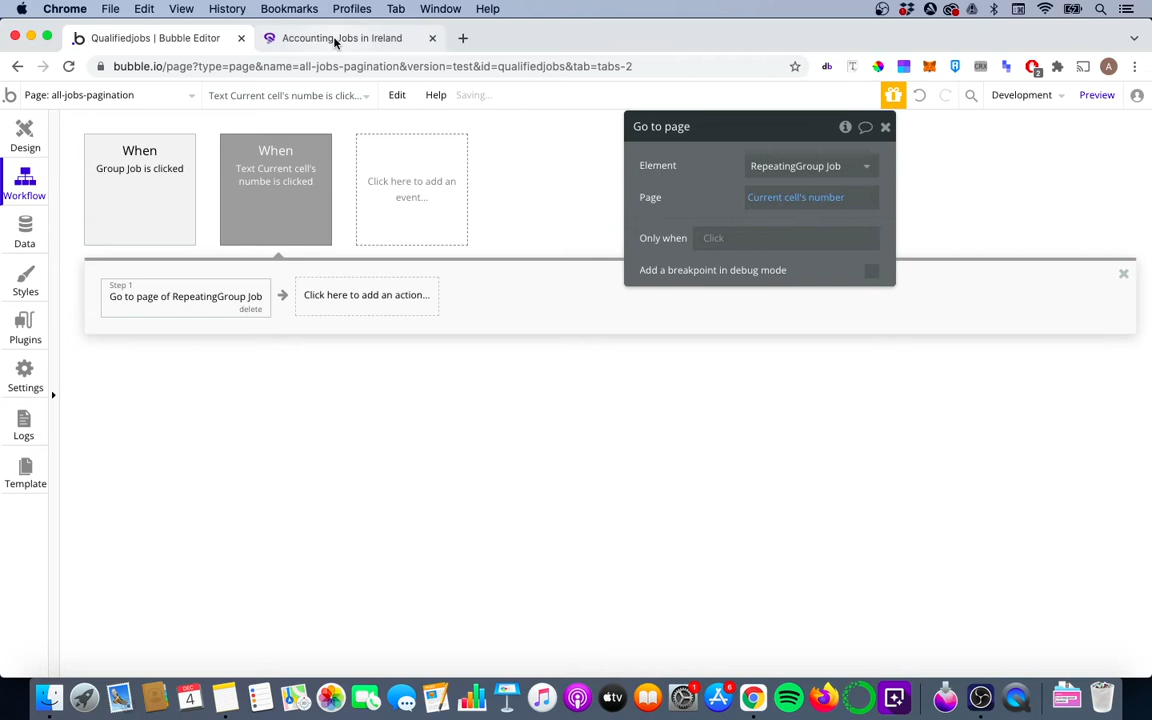 Chrome File Edit View History Bookmarks Profiles Tab Window Help
Qualifiedjobs | Bubble Editor Accounting Jobs in Ireland
bubble.io/page?type=page&name=all-jobs-pagination&version=test&id=qualifiedjobs&tab=tabs-2
Page: all-jobs-pagination Text Current cell's numbe is click... Edit Help Saving... Development Preview
Design
Workflow
Data
Styles
Plugins
Settings
Logs
Template
When
Group Job is clicked
When
Text Current cell's
numbe is clicked
Click here to add an
event...
Step 1
Go to page of RepeatingGroup Job
delete
Click here to add an action...
Go to page
Element RepeatingGroup Job
Page Current cell's number
Only when Click
Add a breakpoint in debug mode